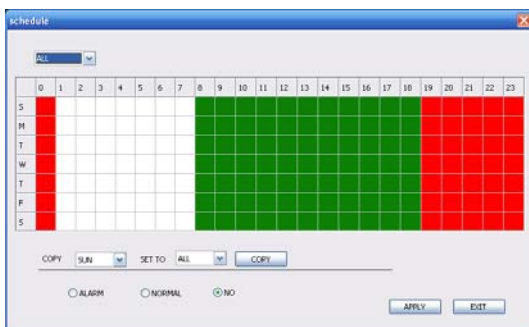 schedule
ALL
0 1 2 3 4 5 6 7 8 9 10 11 12 13 14 15 16 17 18 19 20 21 22 23
S
M
T
W
T
F
S
COPY SUN SET TO ALL COPY
ALARM NORMAL NO
APPLY EXIT